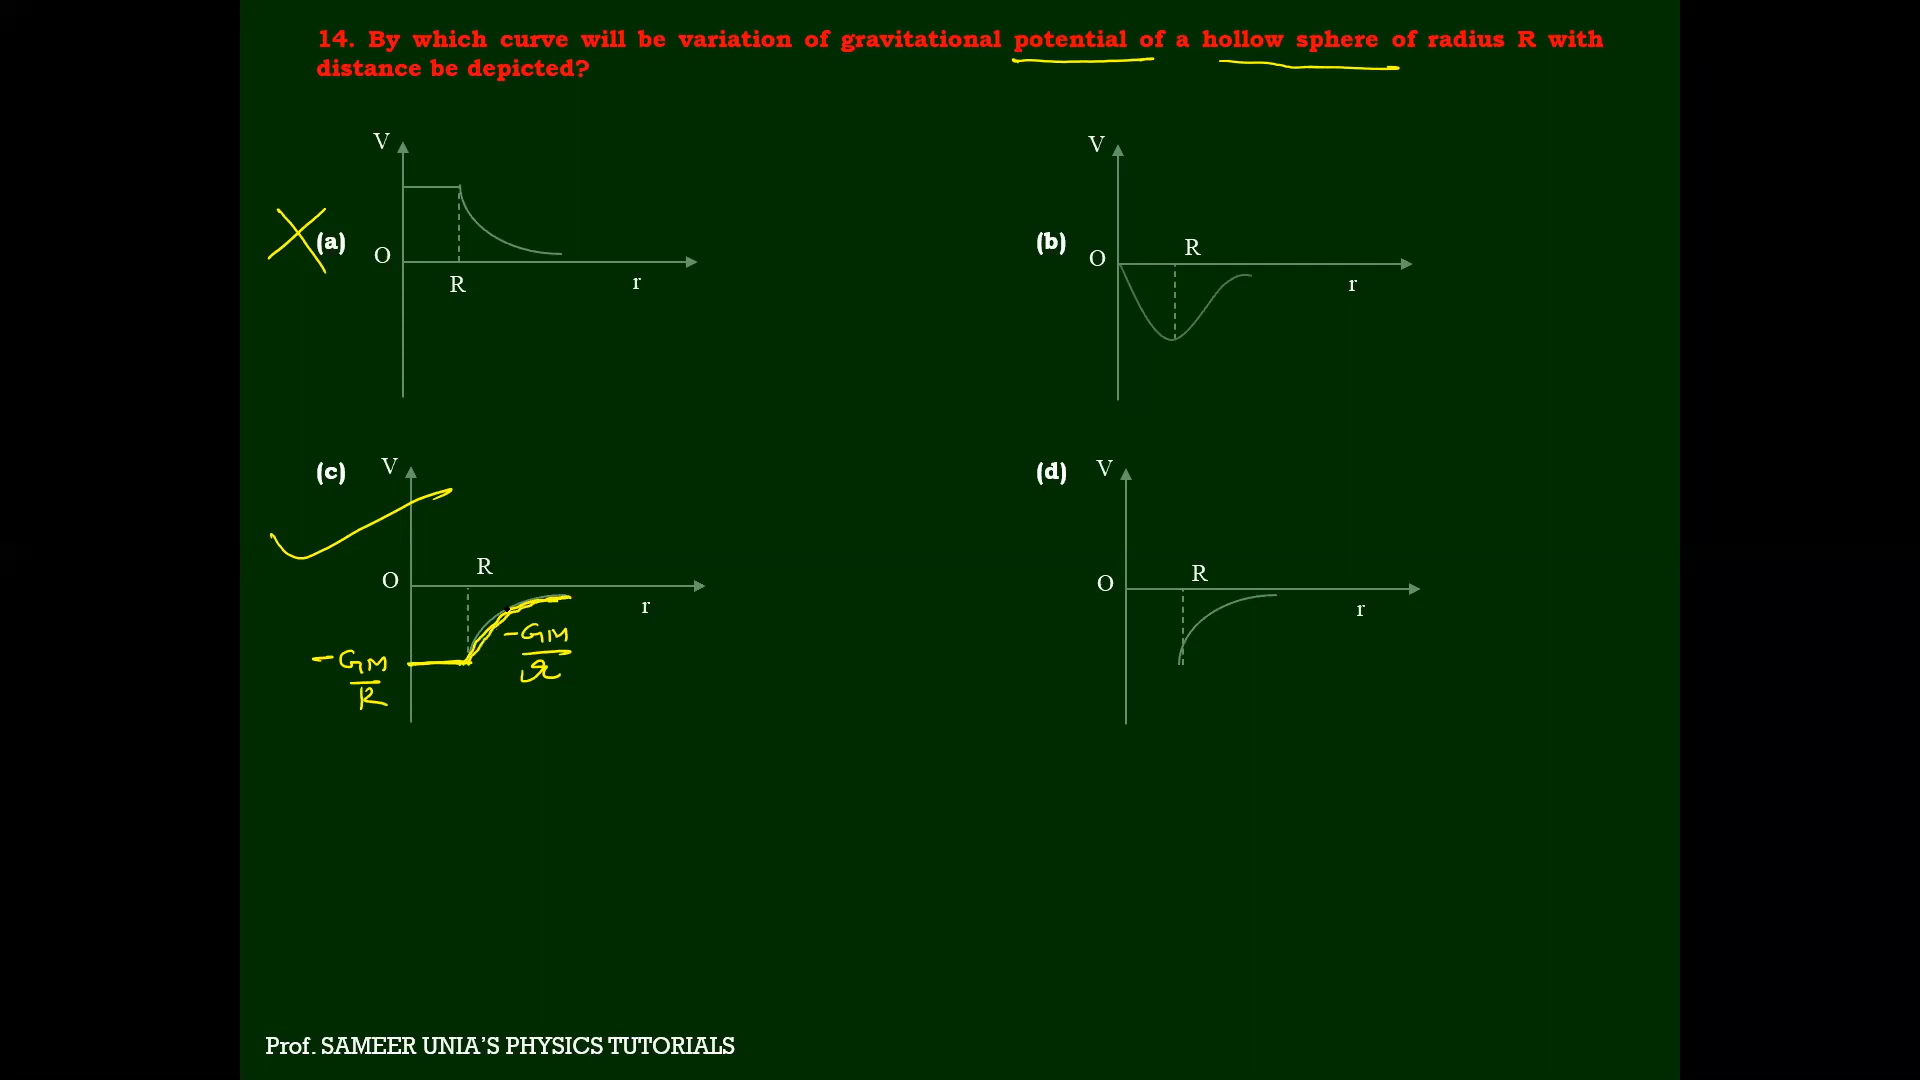 14. By which curve will be variation of gravitational potential of a hollow sphere of radius R with
distance be depicted?
V
(a)
O
R
r
V
(b)
O
R
r
(c)
V
O
R
r
-GM
R
-GM
r
(d)
V
O
R
r
Prof. SAMEER UNIA'S PHYSICS TUTORIALS